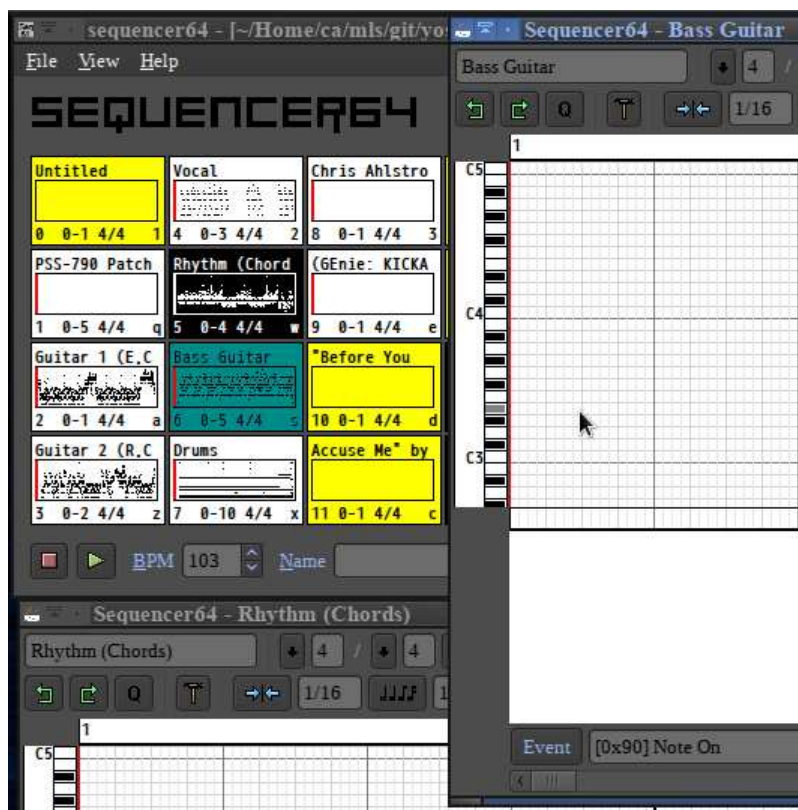 sequencer64 - [~/Home/ca/mls/git/yo
File View Help
SEQUENCER64
Untitled
0 0-1 4/4 1
Vocal
4 0-3 4/4 2
Chris Ahlstro
8 0-1 4/4 3
PSS-790 Patch
1 0-5 4/4 q
Rhythm (Chord
5 0-4 4/4 w
(GEnie: KICKA
9 0-1 4/4 e
Guitar 1 (E.C
2 0-1 4/4 a
Bass Guitar
6 0-5 4/4 s
"Before You
10 0-1 4/4 d
Guitar 2 (R.C
3 0-2 4/4 z
Drums
7 0-10 4/4 x
Accuse Me" by
11 0-1 4/4 c
BPM 103 Name
Sequencer64 - Bass Guitar
Bass Guitar 4 /
Q 1/16
1
C5
C4
C3
Event [0x90] Note On
Sequencer64 - Rhythm (Chords)
Rhythm (Chords) 4 / 4
Q 1/16 1
1
C5